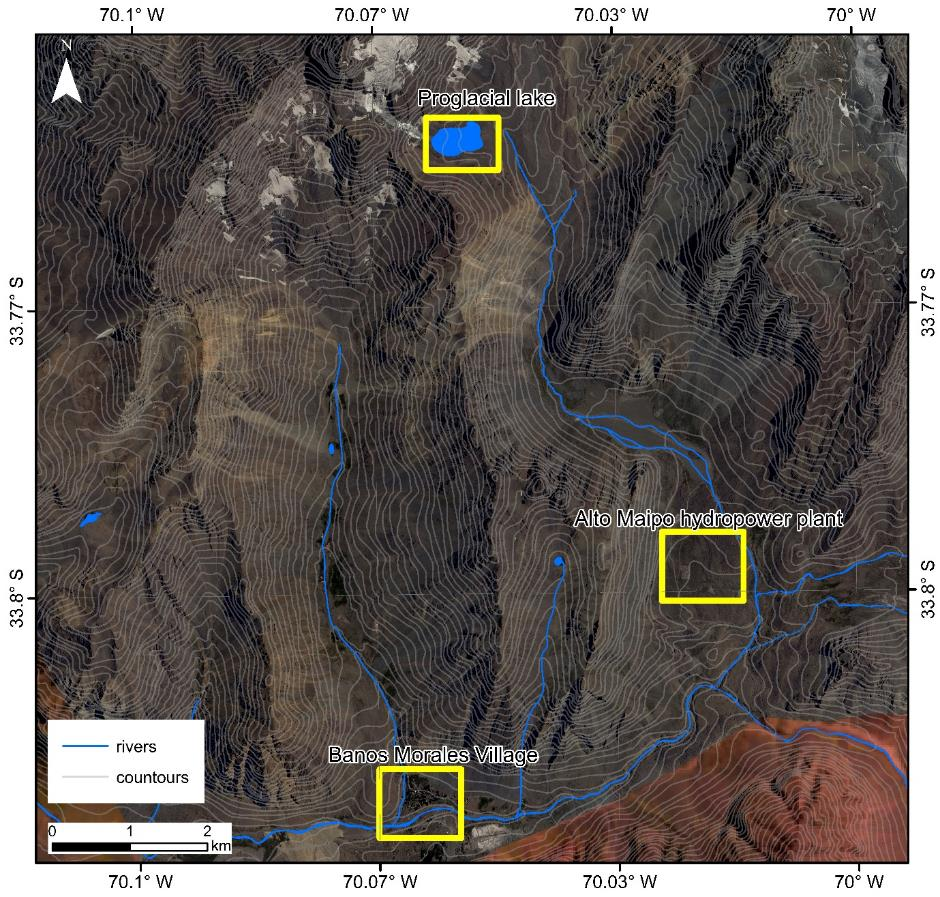 70.1° W 70.07° W 70.03° W 70° W
N
Proglacial lake
33.77° S 33.77° S
Alto Maipo hydropower plant
33.8° S 33.8° S
Banos Morales Village
rivers
countours
0 1 2
km
70.1° W 70.07° W 70.03° W 70° W